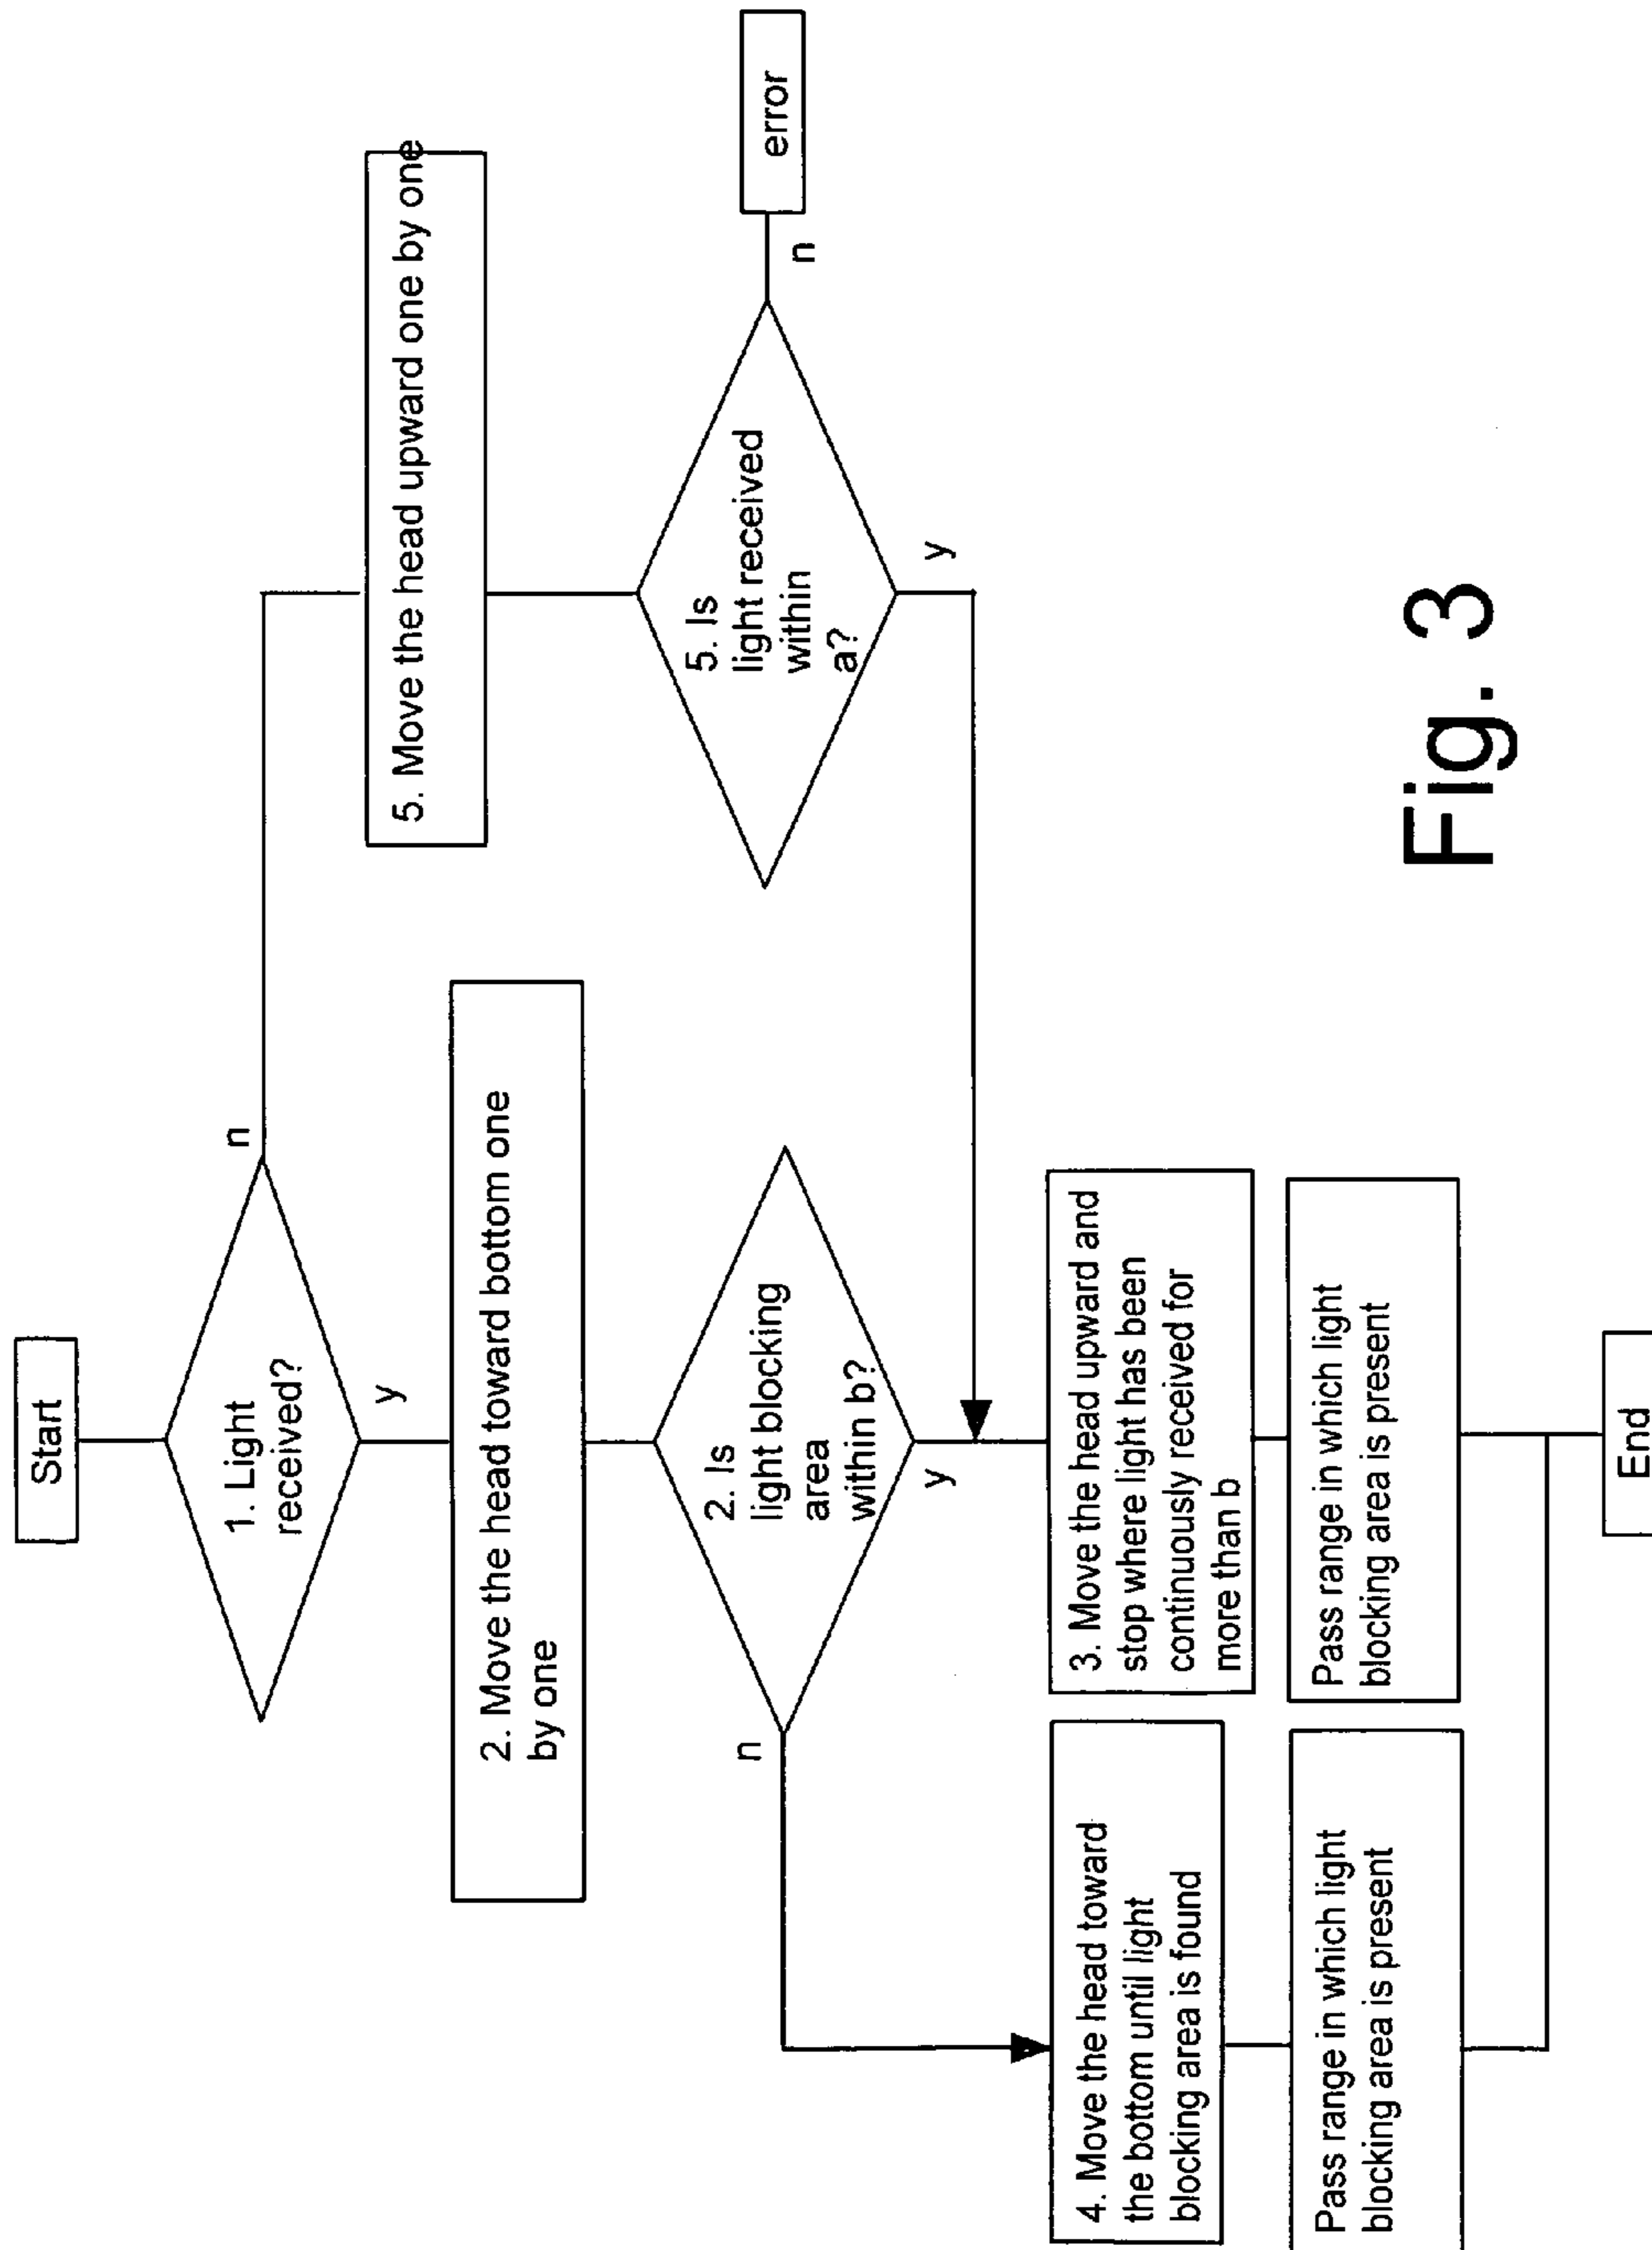 Start
1. Light
received?
n
y
2. Move the head toward bottom one
by one
5. Move the head upward one by one
2. Is
light blocking
area
within b?
n
y
5. Is
light received
within
a?
n
y
error
4. Move the head toward
the bottom until light
blocking area is found
3. Move the head upward and
stop where light has been
continuously received for
more than b
Pass range in which light
blocking area is present
Pass range in which light
blocking area is present
End
Fig. 3